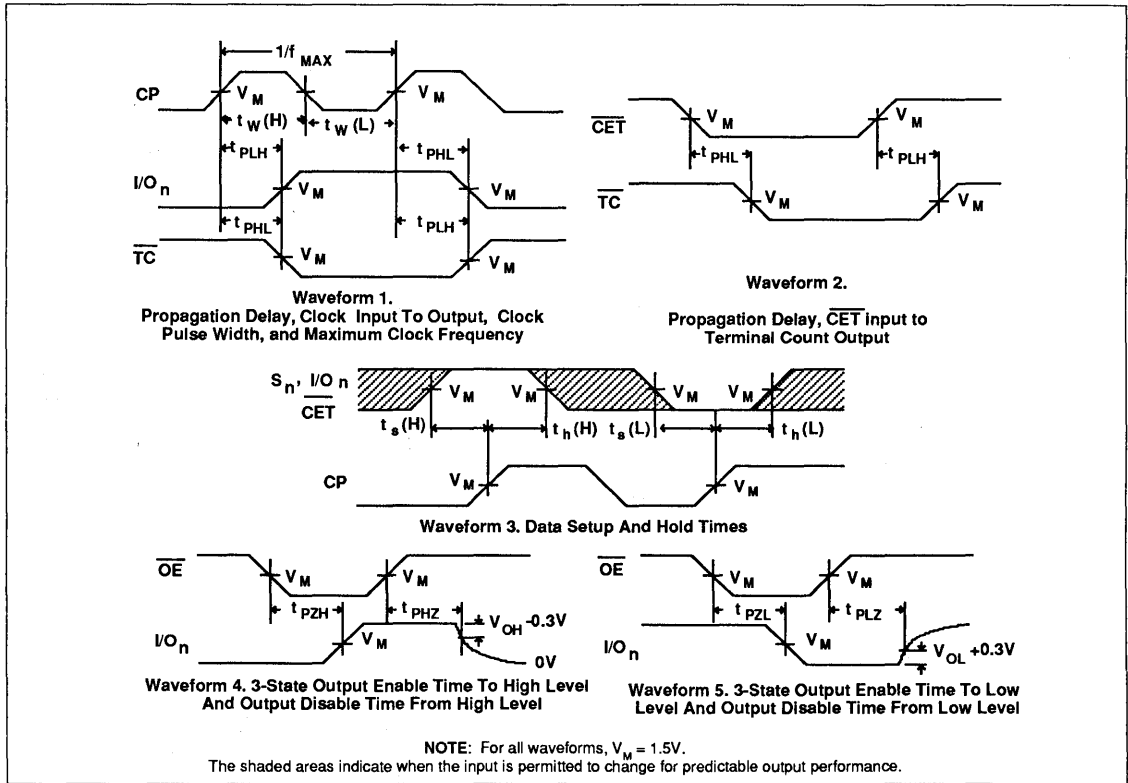 1/f MAX
CP
V M
V M
t W (H)
t W (L)
t PLH
t PHL
I/O n
V M
V M
t PHL
t PLH
TC
V M
V M
Waveform 1.
Propagation Delay, Clock Input To Output, Clock
Pulse Width, and Maximum Clock Frequency
CET
V M
V M
t PHL
t PLH
TC
V M
V M
Waveform 2.
Propagation Delay, CET input to
Terminal Count Output
S n, I/O n
CET
V M
V M
V M
V M
t s (H)
t h (H)
t s (L)
t h (L)
CP
V M
V M
Waveform 3. Data Setup And Hold Times
OE
V M
V M
t PZH
t PHZ
V OH -0.3V
I/O n
V M
0V
Waveform 4. 3-State Output Enable Time To High Level
And Output Disable Time From High Level
OE
V M
V M
t PZL
t PLZ
I/O n
V M
V OL +0.3V
Waveform 5. 3-State Output Enable Time To Low
Level And Output Disable Time From Low Level
NOTE: For all waveforms, V M = 1.5V.
The shaded areas indicate when the input is permitted to change for predictable output performance.